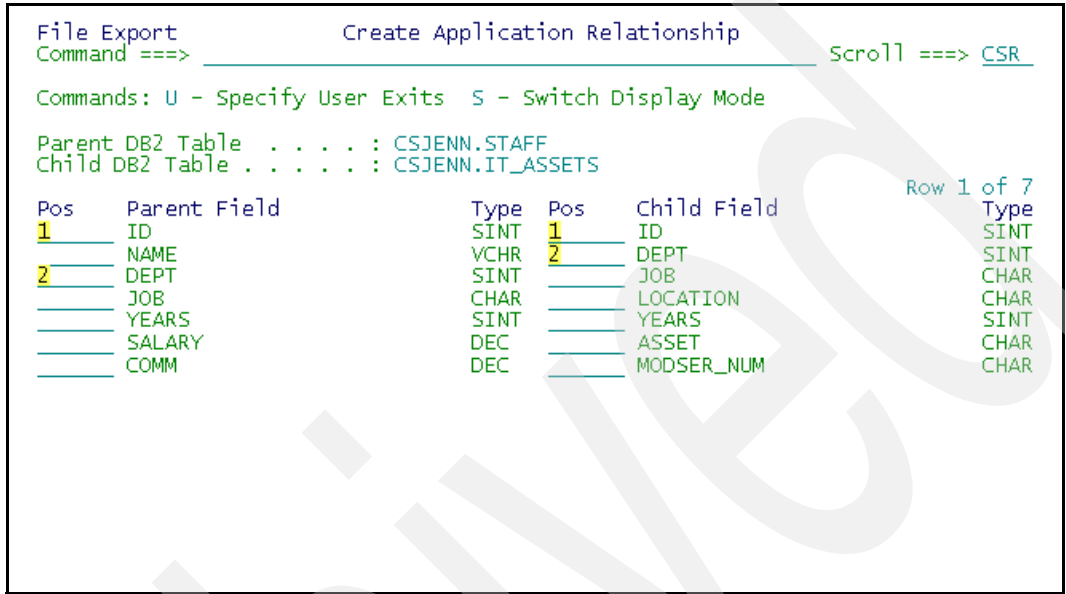 File Export Create Application Relationship
Command ===> ________ Scroll ===> CSR
Commands: U - Specify User Exits S - Switch Display Mode
Parent DB2 Table . . . . : CSJENN.STAFF
Child DB2 Table . . . . . : CSJENN.IT_ASSETS
Row 1 of 7
Pos Parent Field Type Pos Child Field Type
1 ID SINT 1 ID SINT
NAME VCHR 2 DEPT SINT
2 DEPT SINT JOB CHAR
JOB CHAR LOCATION CHAR
YEARS SINT YEARS SINT
SALARY DEC ASSET CHAR
COMM DEC MODSER_NUM CHAR